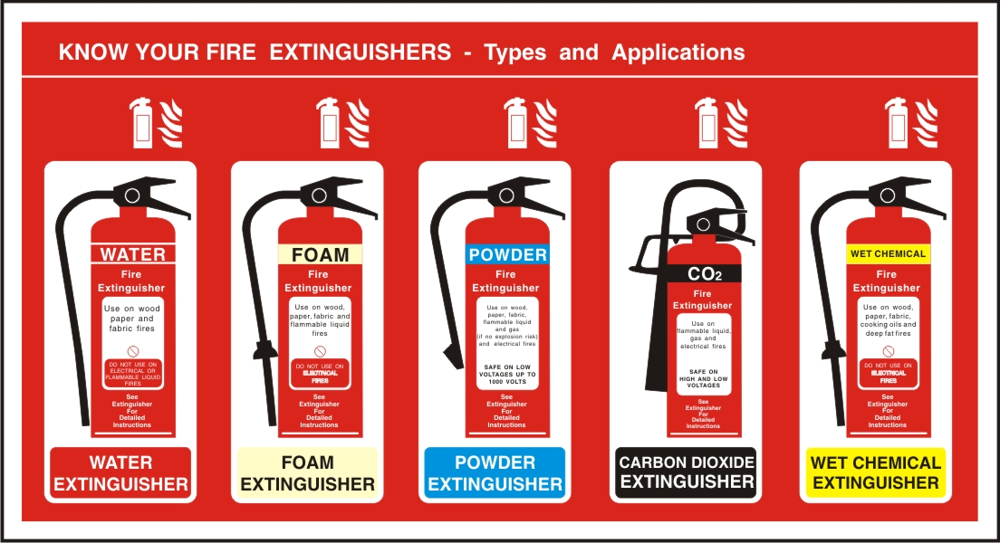 KNOW YOUR FIRE EXTINGUISHERS - Types and Applications
WATER
Fire
Extinguisher
Use on wood
paper and
fabric fires
DO NOT USE ON
ELECTRICAL OR
FLAMMABLE LIQUID
FIRES
See
Extinguisher
For
Detailed
Instructions
WATER
EXTINGUISHER
FOAM
Fire
Extinguisher
Use on wood,
paper, fabric and
flammable liquid
fires
DO NOT USE ON
ELECTRICAL
FIRES
See
Extinguisher
For
Detailed
Instructions
FOAM
EXTINGUISHER
POWDER
Fire
Extinguisher
Use on wood,
paper, fabric,
flammable liquid
and gas
(if no explosion risk)
and electrical fires
SAFE ON LOW
VOLTAGES UP TO
1000 VOLTS
See
Extinguisher
For
Detailed
Instructions
POWDER
EXTINGUISHER
CO2
Fire
Extinguisher
Use on
flammable liquid,
gas and
electrical fires
SAFE ON
HIGH AND LOW
VOLTAGES
See
Extinguisher
For
Detailed
Instructions
CARBON DIOXIDE
EXTINGUISHER
WET CHEMICAL
Fire
Extinguisher
Use on wood,
paper, fabric,
cooking oils and
deep fat fires
DO NOT USE ON
ELECTRICAL
FIRES
See
Extinguisher
For
Detailed
Instructions
WET CHEMICAL
EXTINGUISHER